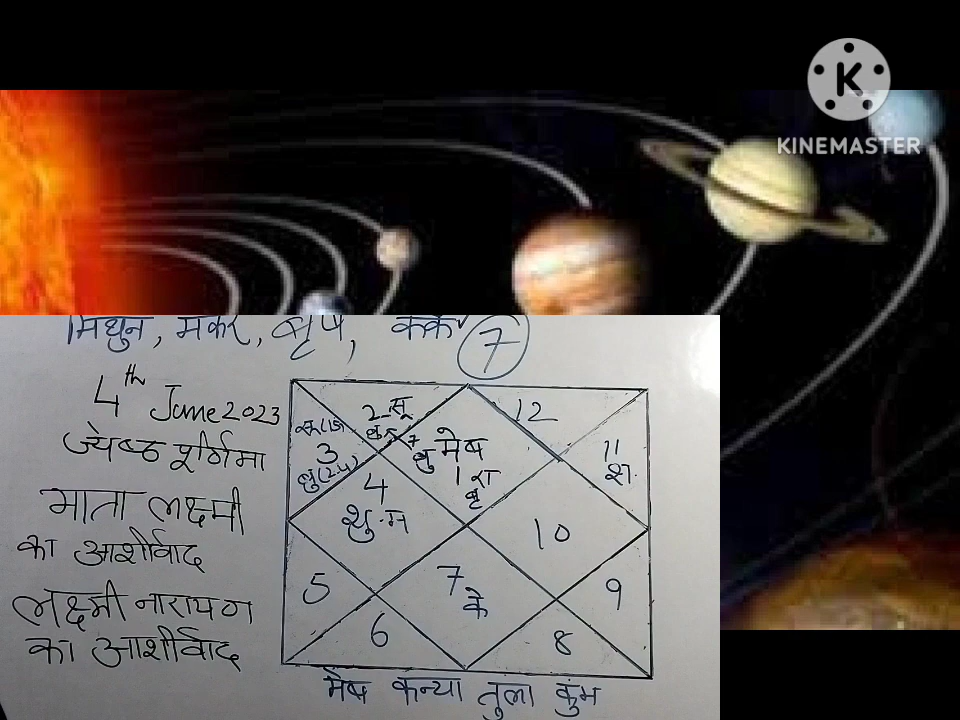 K
KINEMASTER
मिथुन, मकर, बृष, कर्क 7
4th June 2023
ज्येष्ठ पूर्णिमा
माता लक्ष्मी
का आशीर्वाद
लक्ष्मी नारायण
का आशीर्वाद
2 सू
12
3
मेष
11
श.
1 रा
बृ
4
शु.म
10
5
7
के
9
6
8
मेष कन्या तुला कुंभ